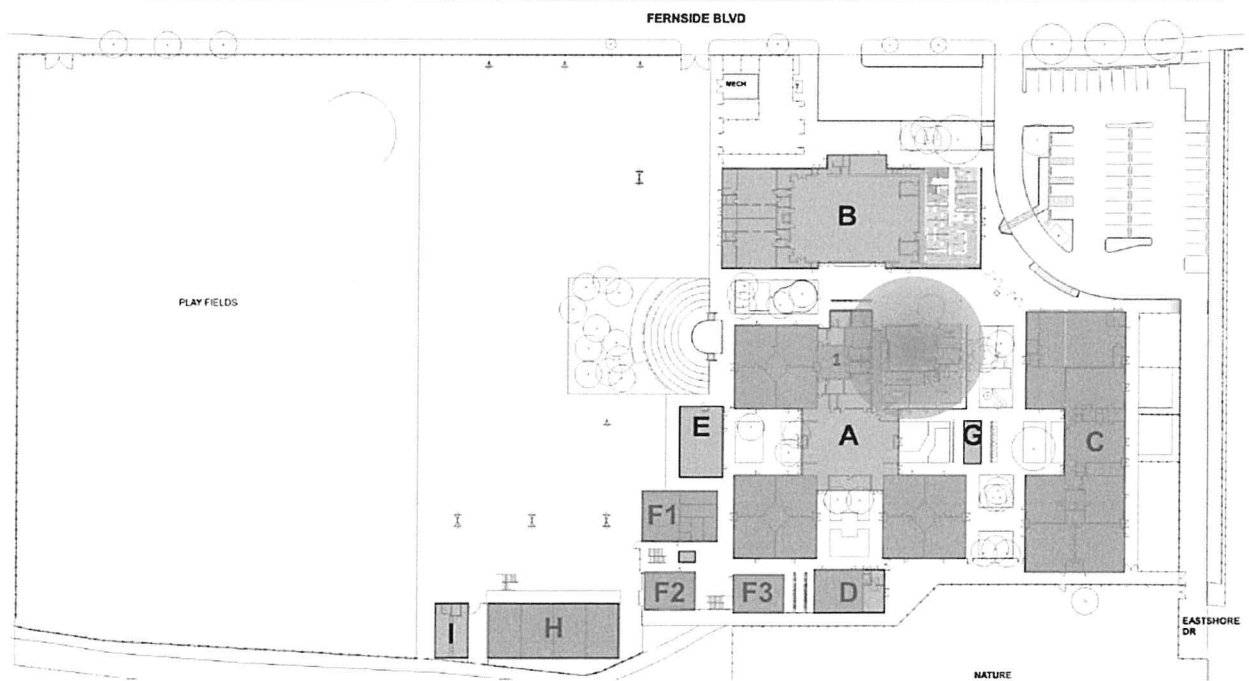 FERNSIDE BLVD
MECH
T
B
PLAY FIELDS
1
E
A
G
C
F1
F2
F3
D
I
H
EASTSHORE
DR
NATURE